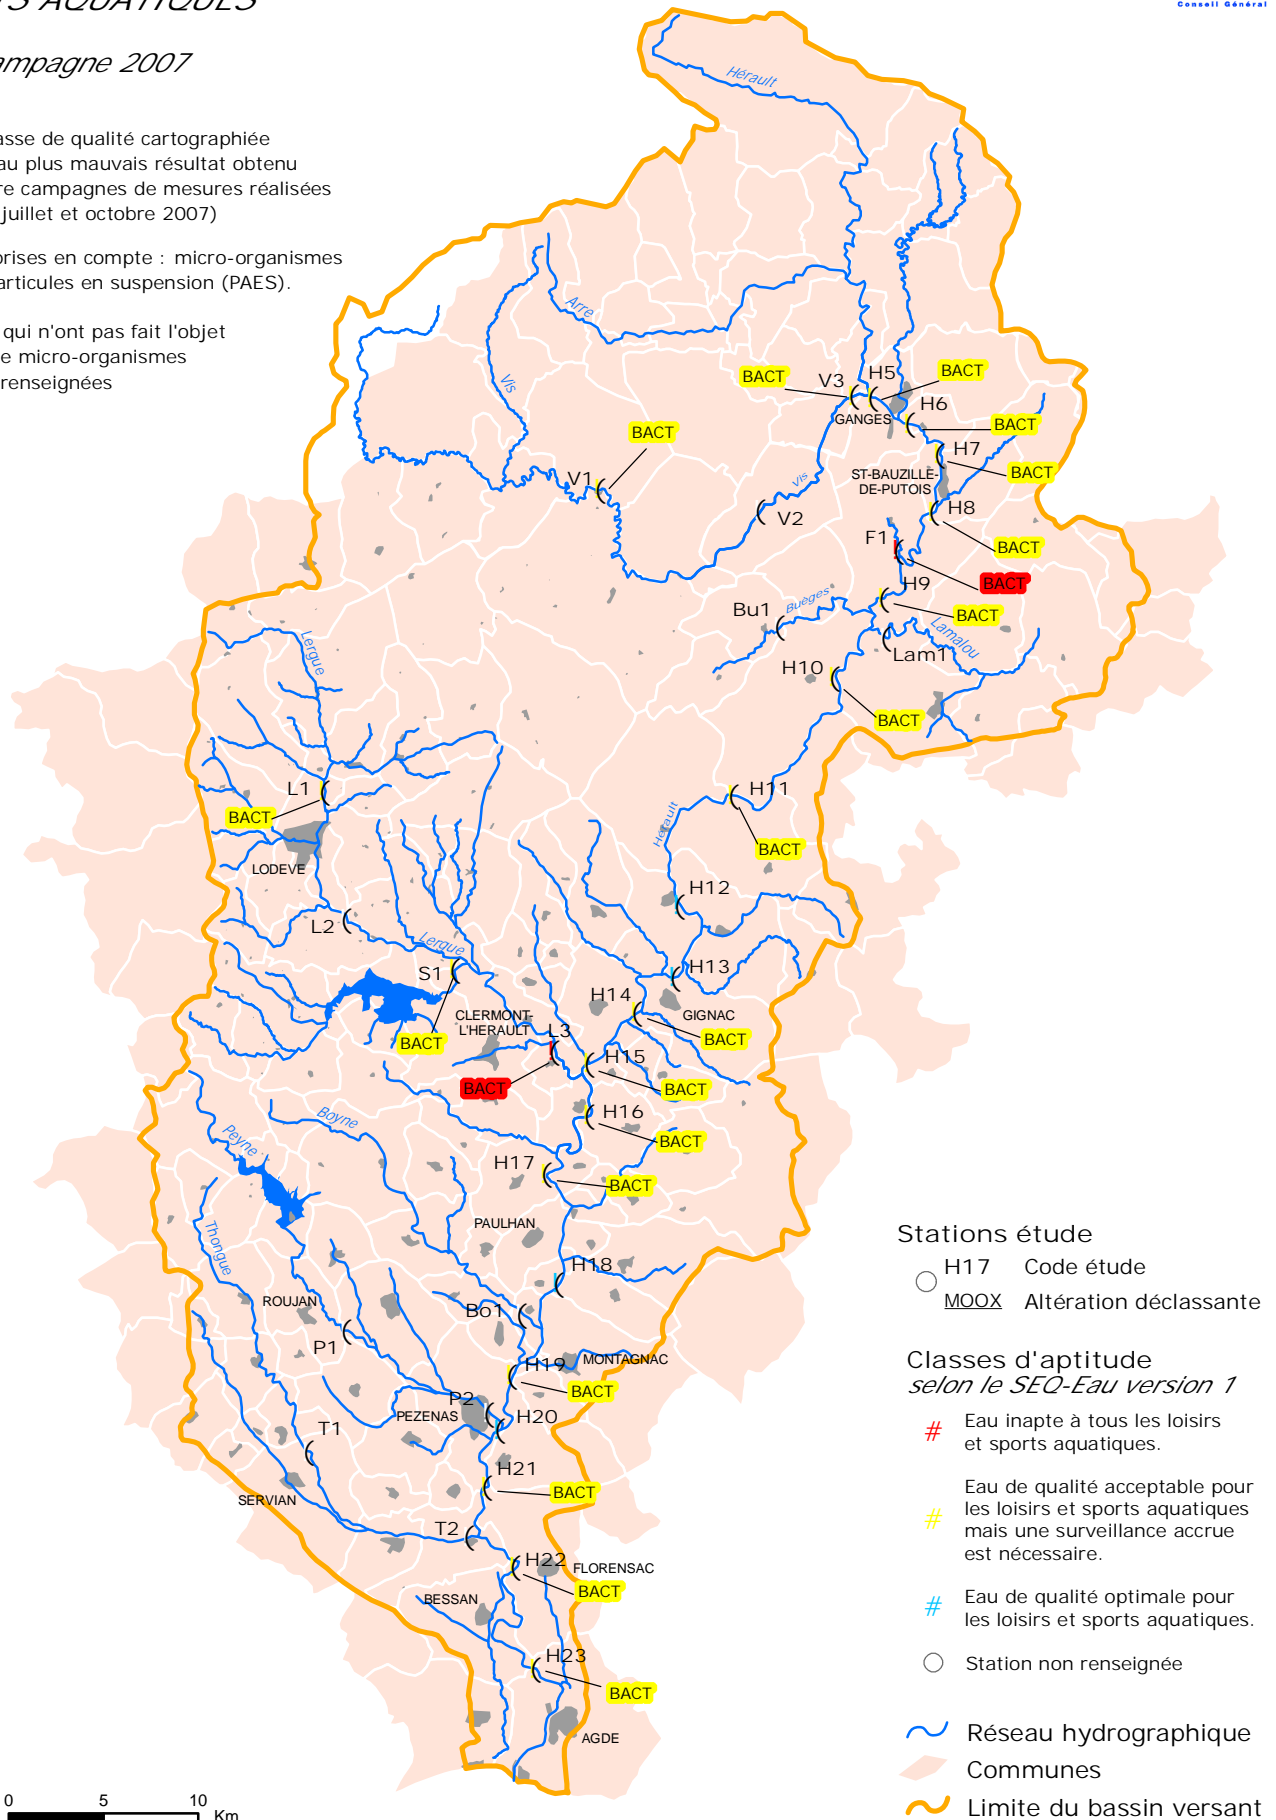 Conseil Général
AQUATIQUES
campagne 2007
classe de qualité cartographiée
au plus mauvais résultat obtenu
campagnes de mesures réalisées
juillet et octobre 2007)
prises en compte : micro-organismes
particules en suspension (PAES).
qui n'ont pas fait l'objet
de micro-organismes
renseignées
Hérault
Arre
Vis
BACT
V3
H5
BACT
GANGES
H6
BACT
BACT
H7
ST-BAUZILLE-
DE-PUTOIS
BACT
V1
Vis
V2
H8
BACT
F1
BACT
H9
BACT
Bu1
Buèges
Lamalou
Lam1
H10
BACT
Lergue
L1
BACT
LODEVE
H11
BACT
Hérault
H12
L2
Lergue
S1
H13
H14
GIGNAC
BACT
CLERMONT-
L'HERAULT
BACT
L3
H15
BACT
BACT
H16
BACT
Boyne
Peyne
H17
BACT
PAULHAN
Thongue
H18
ROUJAN
P1
Bo1
H19
MONTAGNAC
BACT
P2
PEZENAS
H20
T1
H21
BACT
SERVIAN
T2
H22
FLORENSAC
BACT
BESSAN
H23
BACT
AGDE
Stations étude
H17 Code étude
MOOX Altération déclassante
Classes d'aptitude
selon le SEQ-Eau version 1
# Eau inapte à tous les loisirs
et sports aquatiques.
# Eau de qualité acceptable pour
les loisirs et sports aquatiques
mais une surveillance accrue
est nécessaire.
# Eau de qualité optimale pour
les loisirs et sports aquatiques.
Station non renseignée
Réseau hydrographique
Communes
Limite du bassin versant
0 5 10
Km